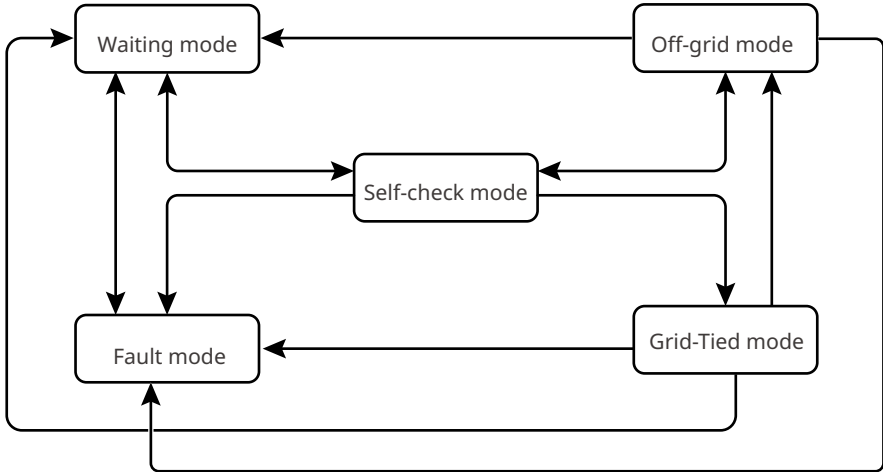 Waiting mode
Off-grid mode
Self-check mode
Fault mode
Grid-Tied mode